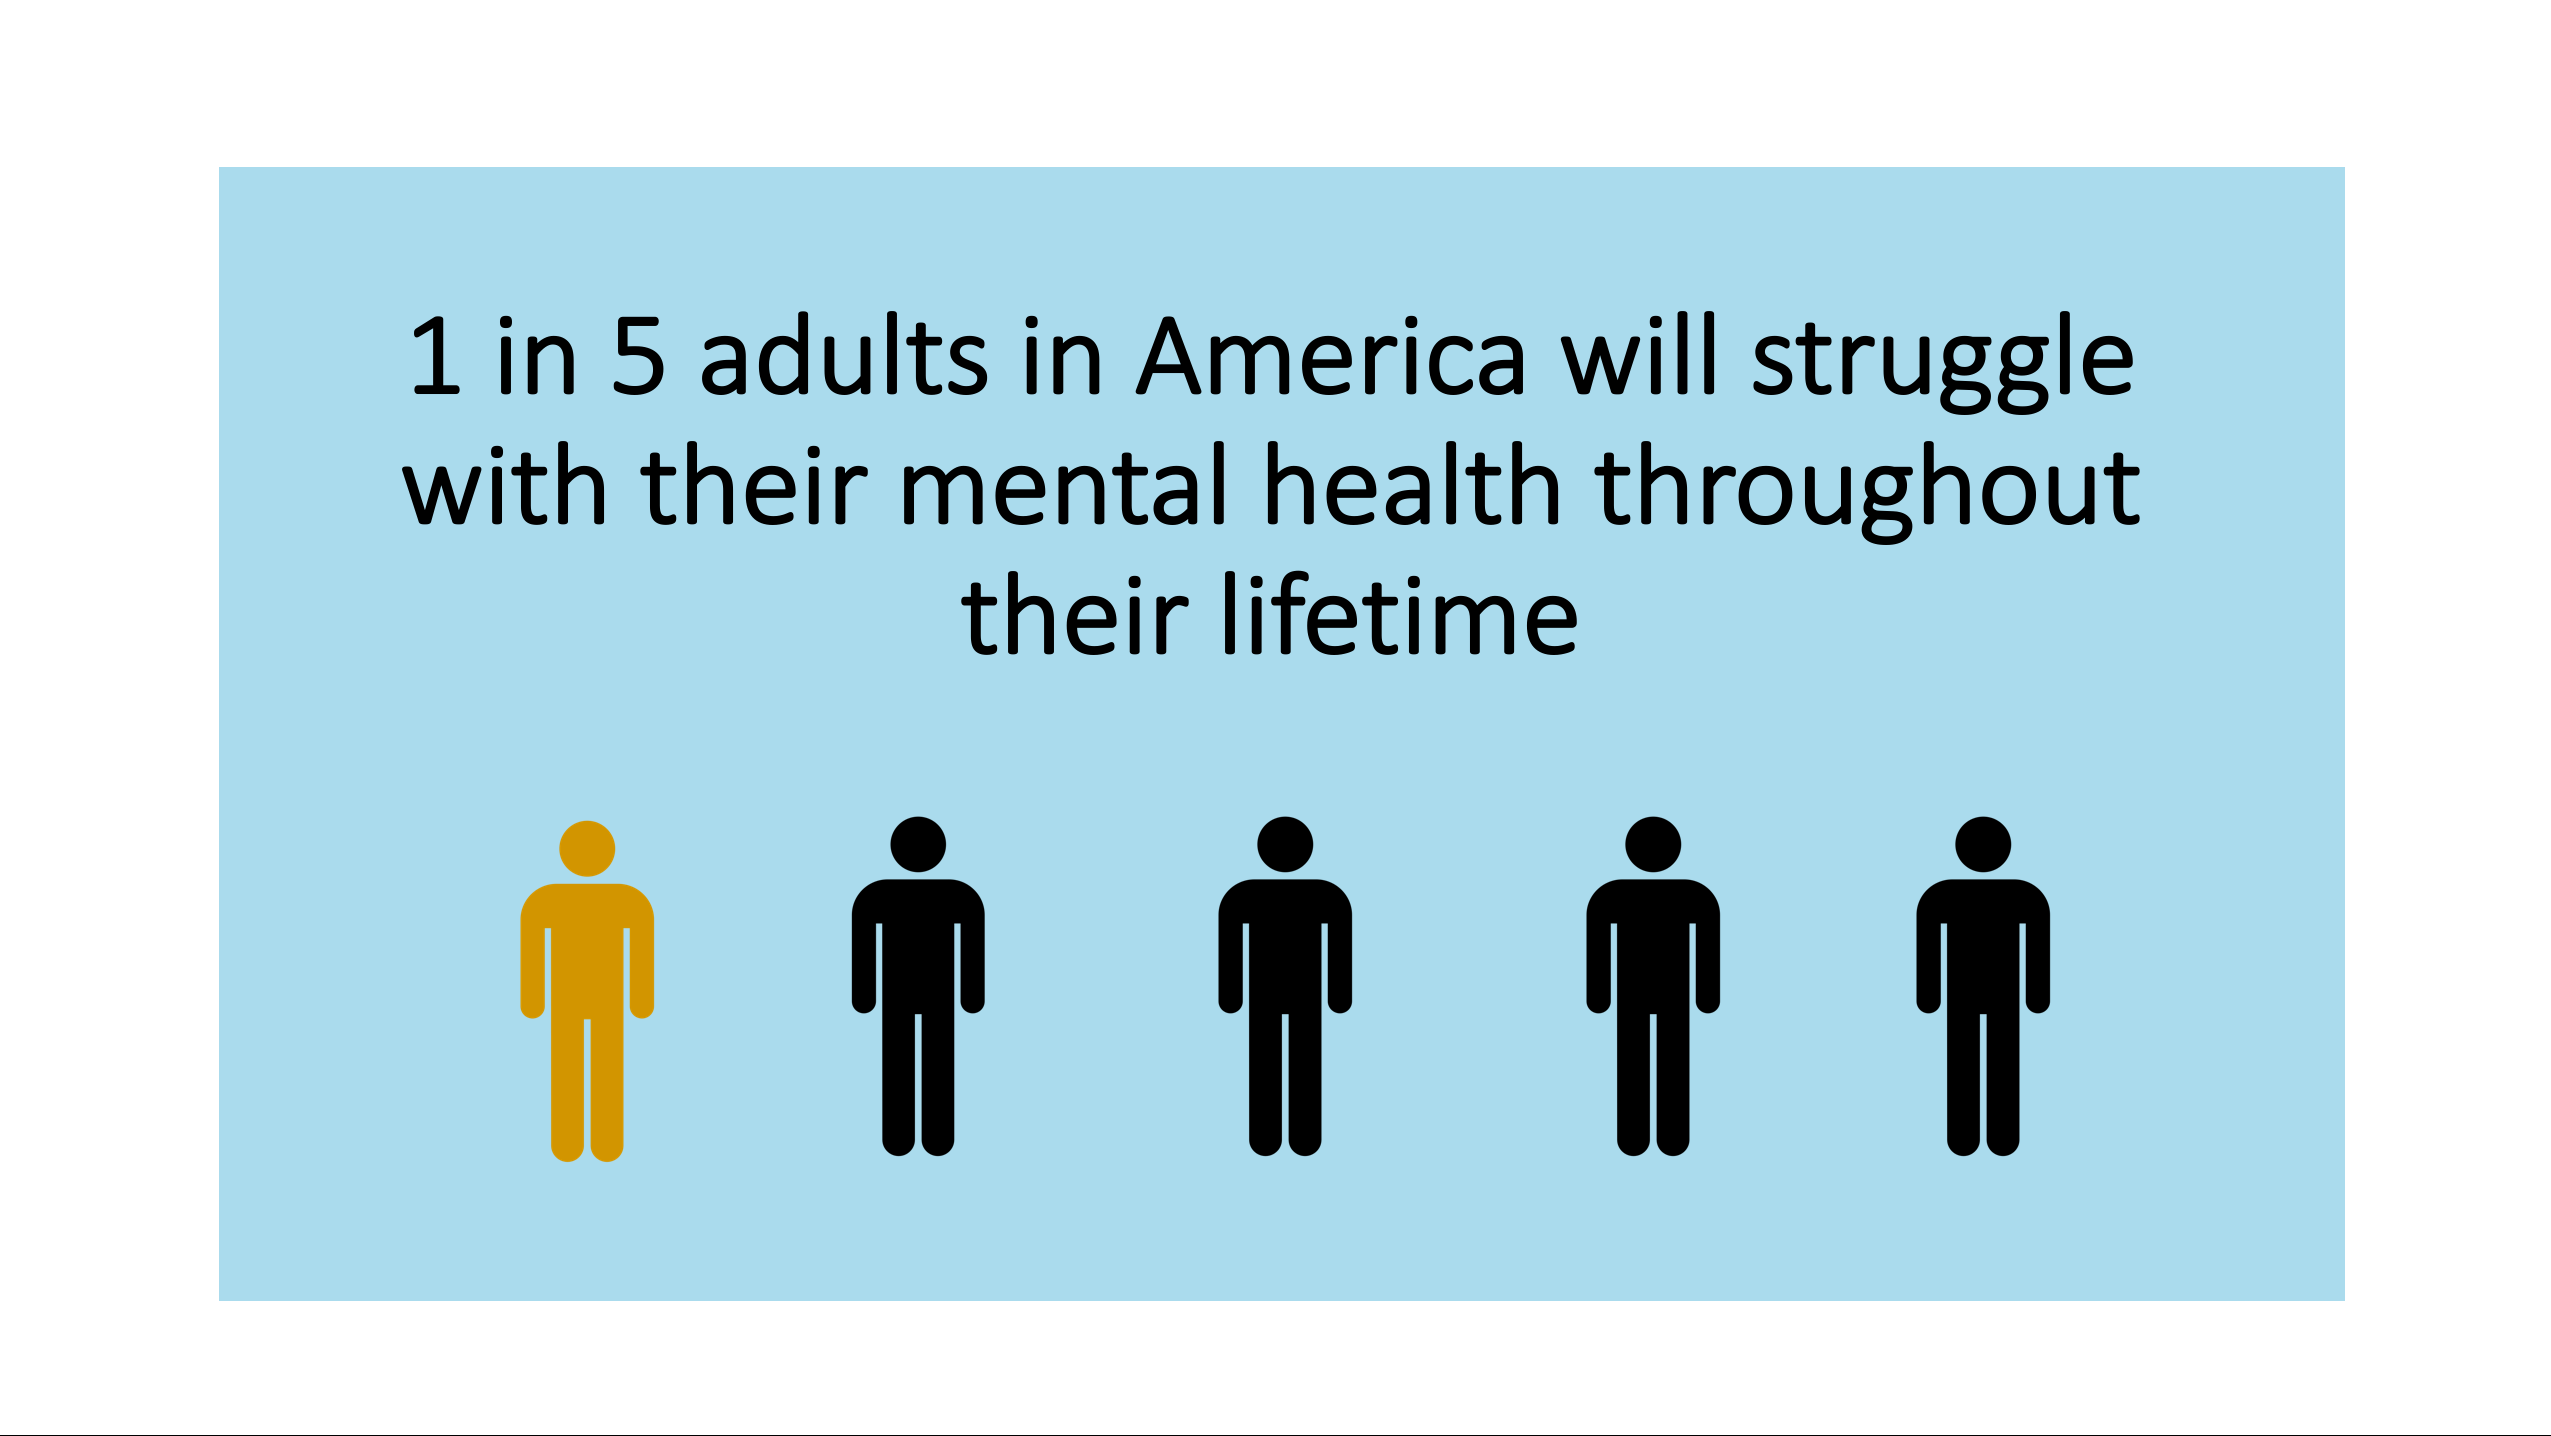 1 in 5 adults in America will struggle
with their mental health throughout
their lifetime